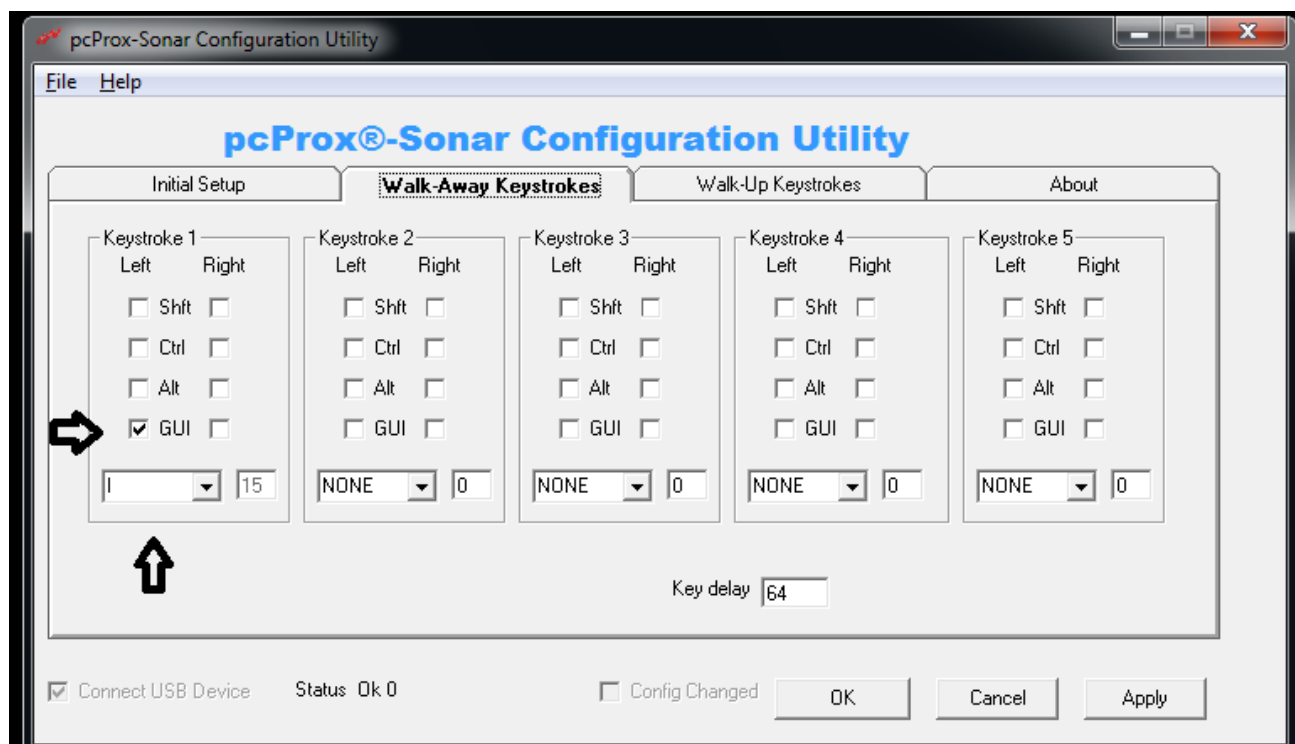 pcProx-Sonar Configuration Utility
File Help
pcProx®-Sonar Configuration Utility
Initial Setup Walk-Away Keystrokes Walk-Up Keystrokes About
Keystroke 1 Keystroke 2 Keystroke 3 Keystroke 4 Keystroke 5
Left Right Left Right Left Right Left Right Left Right
Shft Shft Shft Shft Shft
Ctrl Ctrl Ctrl Ctrl Ctrl
Alt Alt Alt Alt Alt
GUI GUI GUI GUI GUI
l 15 NONE 0 NONE 0 NONE 0 NONE 0
Key delay 64
Connect USB Device Status Ok 0 Config Changed OK Cancel Apply